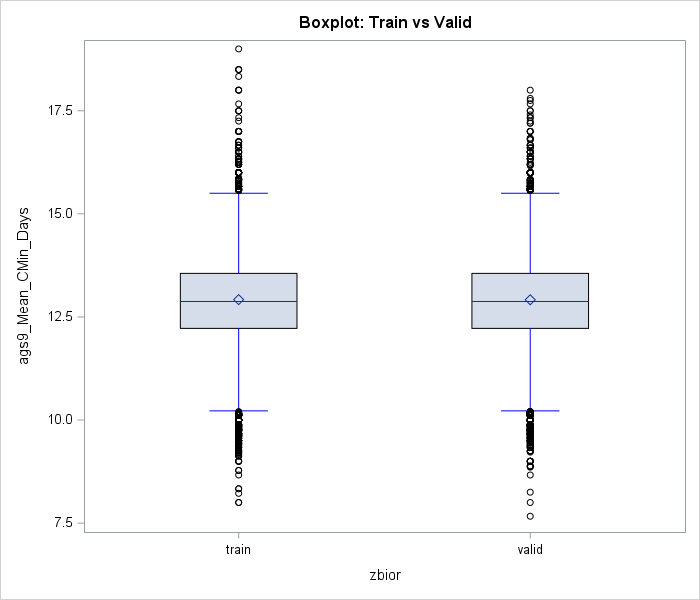 Boxplot: Train vs Valid
ags9_Mean_CMin_Days
17.5
15.0
12.5
10.0
7.5
train valid
zbior